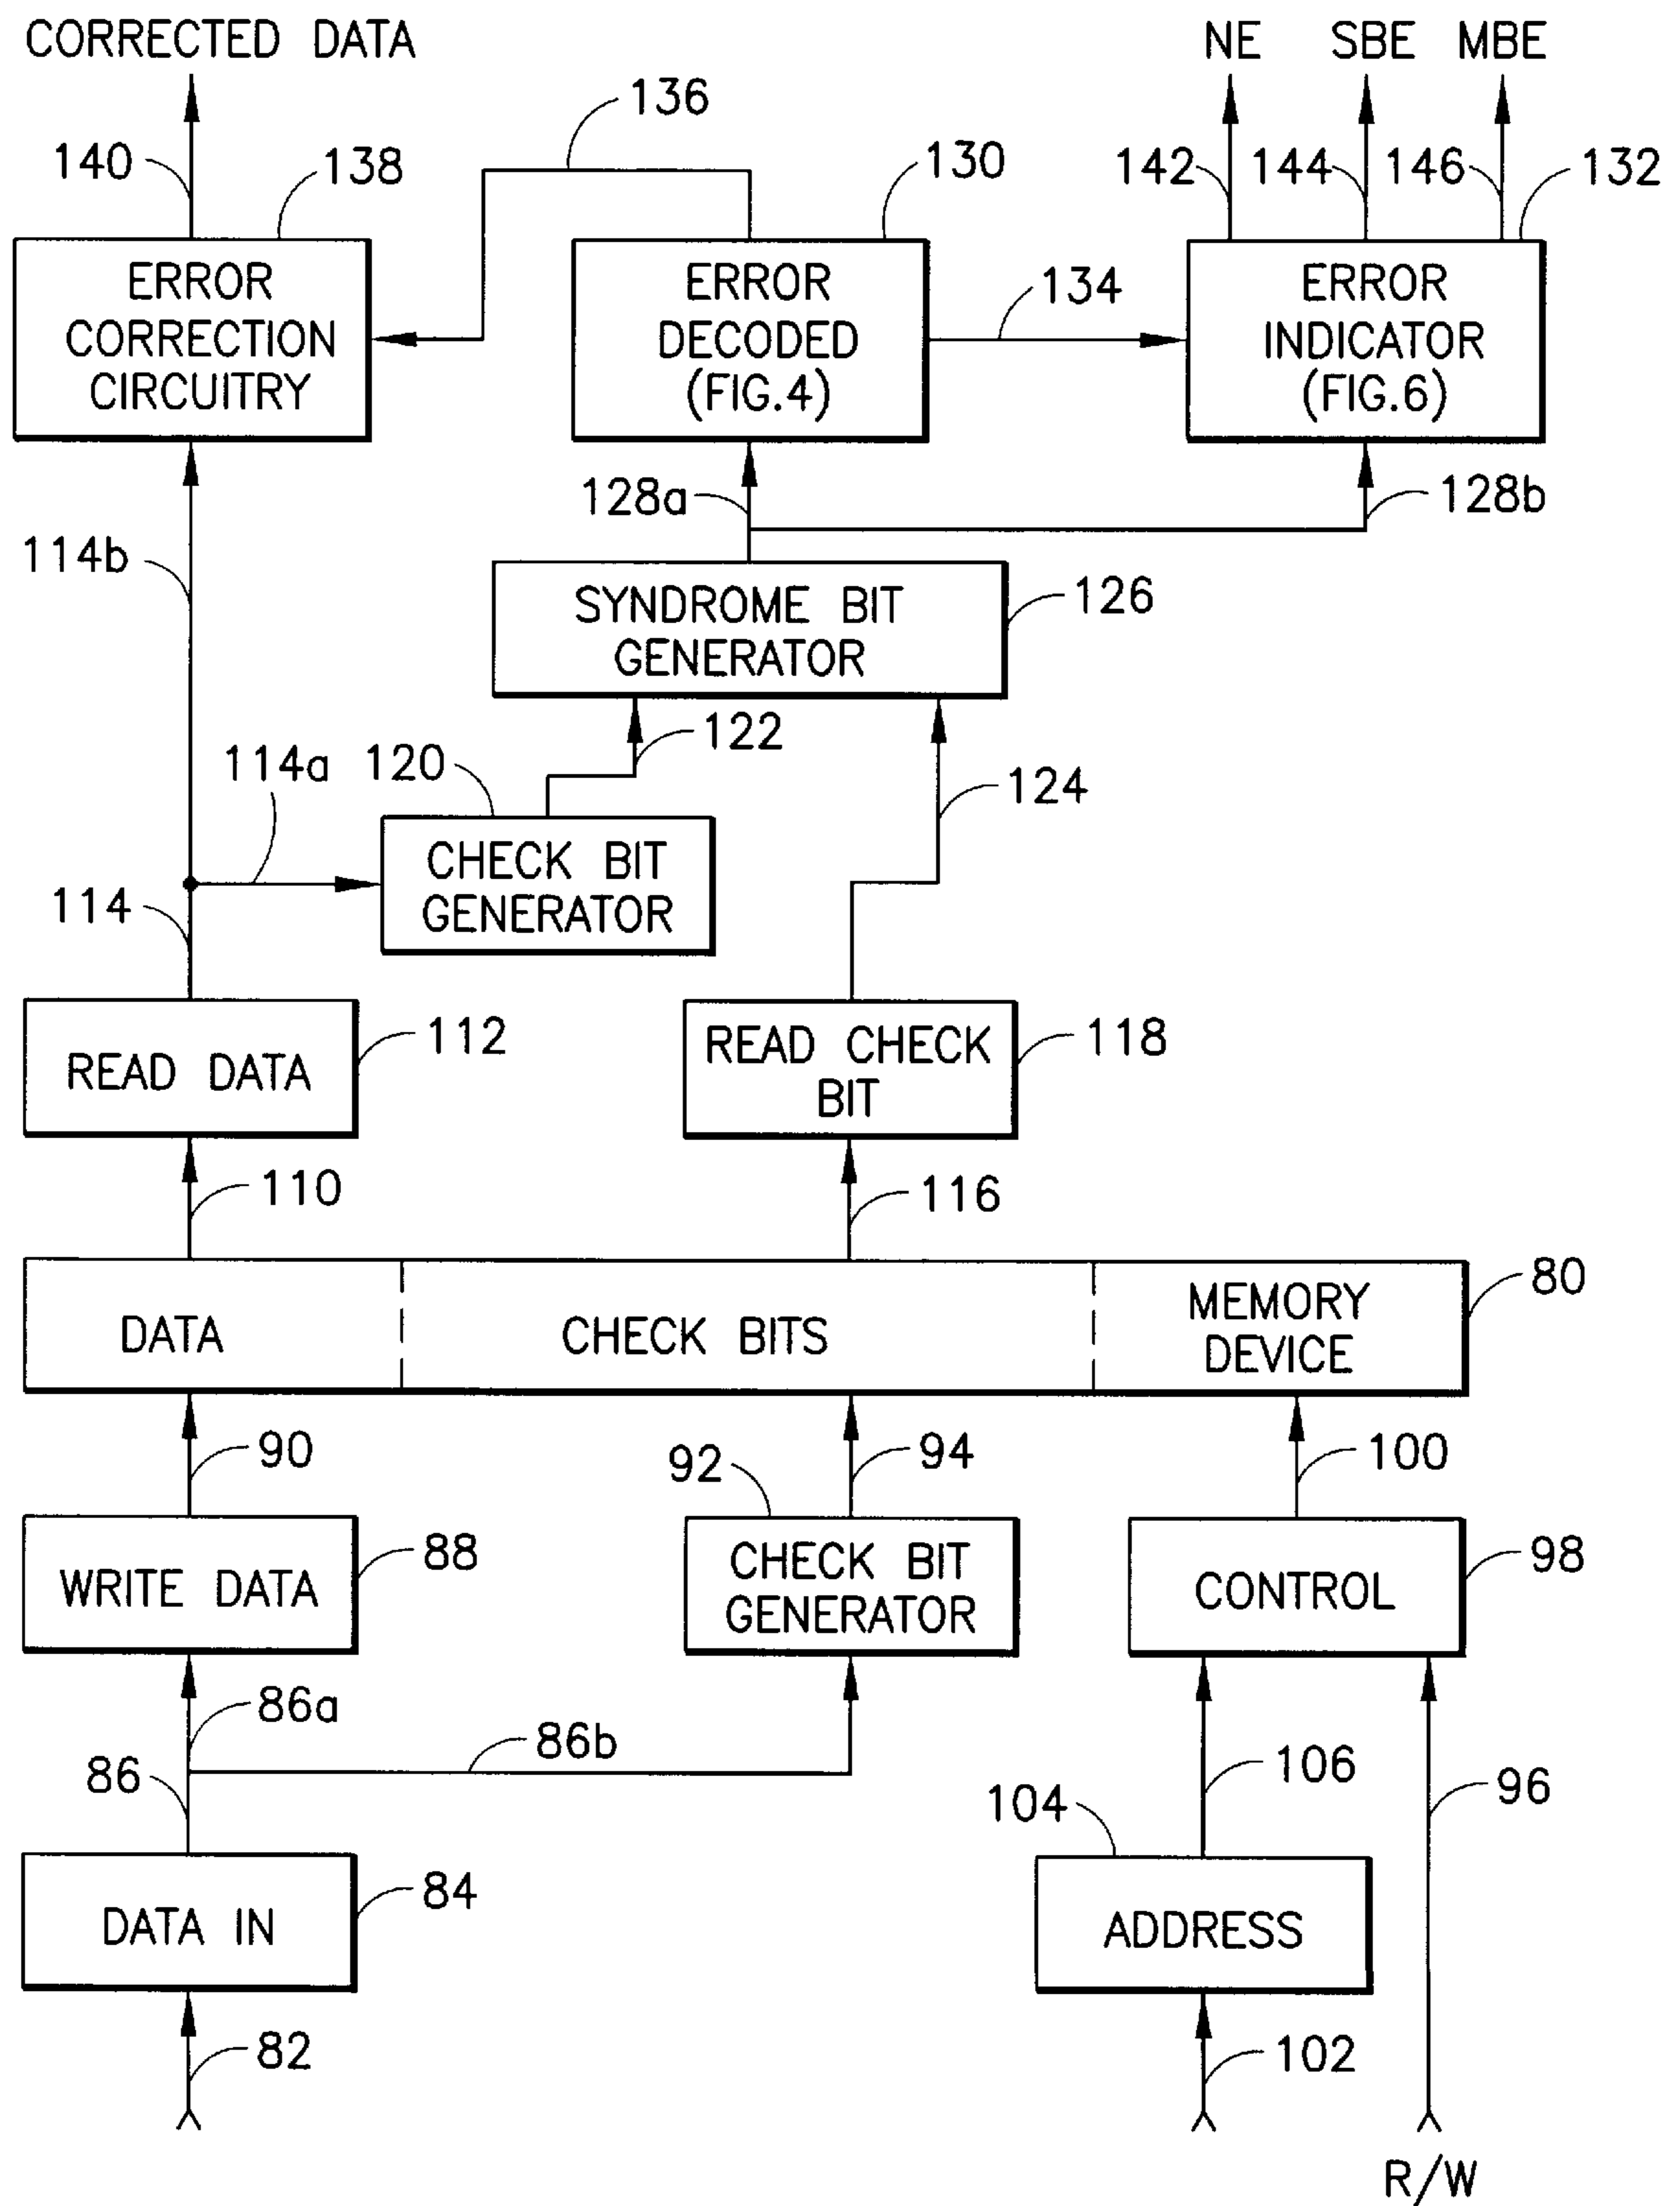 CORRECTED DATA
NE SBE MBE
136
140
138
130
142
144
146
132
ERROR
CORRECTION
CIRCUITRY
ERROR
DECODED
(FIG.4)
134
ERROR
INDICATOR
(FIG.6)
128a
128b
114b
SYNDROME BIT
GENERATOR
126
122
114a
120
124
CHECK BIT
GENERATOR
114
READ DATA
112
READ CHECK
BIT
118
110
116
DATA
CHECK BITS
MEMORY
DEVICE
80
90
92
94
100
WRITE DATA
88
CHECK BIT
GENERATOR
CONTROL
98
86a
86b
86
106
96
104
DATA IN
84
ADDRESS
82
102
R/W